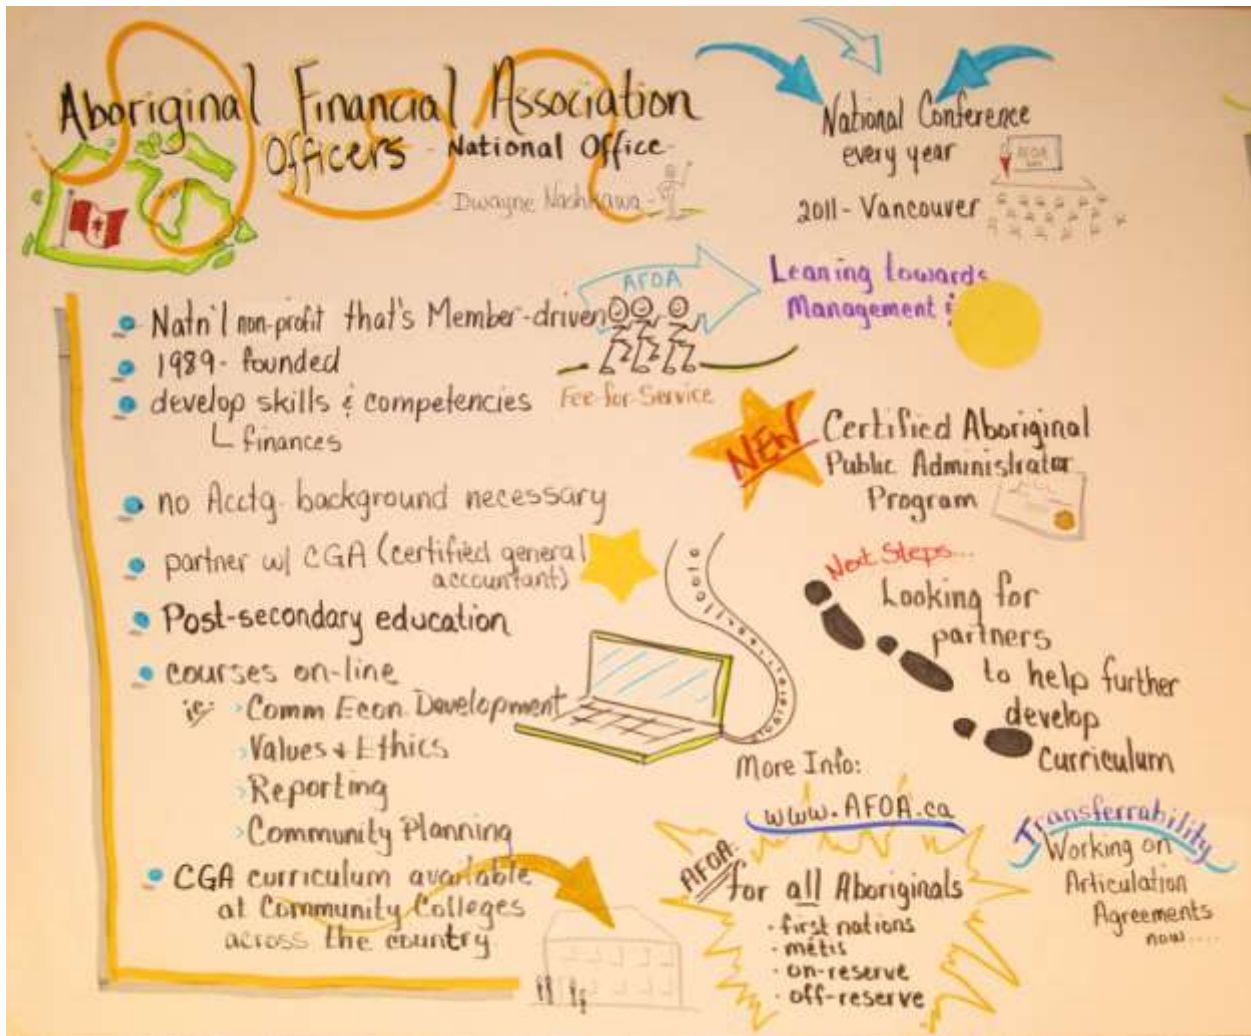 Aboriginal Financial Association
Officers - National Office -
- Dwayne Nashkawa -
National Conference
every year
AFOA
2011 - Vancouver
AFOA
Leaning towards
Management &
• Natn'l non-profit that's Member-driven
• 1989 - founded
• develop skills & competencies
finances
Fee-for-Service
• no Acctg. background necessary
• partner w/ CGA (certified general
accountant)
• Post-secondary education
• courses on-line
ie:
> Comm Econ. Development
> Values & Ethics
> Reporting
> Community Planning
• CGA curriculum available
at Community Colleges
across the country
NEW
Certified Aboriginal
Public Administrator
Program
Next Steps...
Looking for
partners
to help further
develop
curriculum
More Info:
www.AFOA.ca
AFOA:
for all Aboriginals
• first nations
• métis
• on-reserve
• off-reserve
Transferrability
Working on
Articulation
Agreements
now....